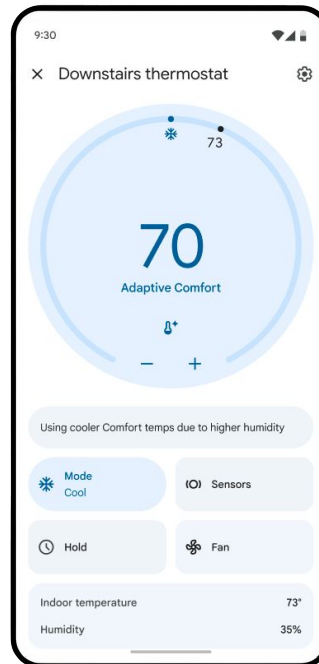 9:30
Downstairs thermostat
73
70
Adaptive Comfort
Using cooler Comfort temps due to higher humidity
Mode
Cool
Sensors
Hold
Fan
Indoor temperature 73°
Humidity 35%